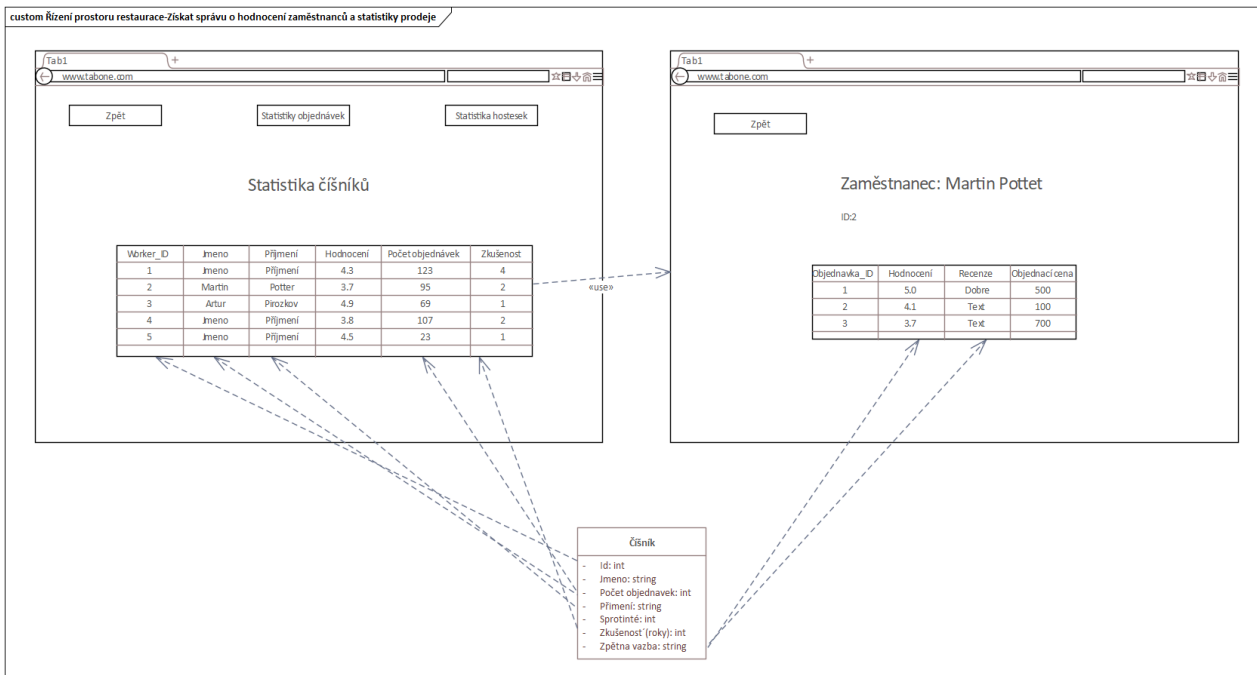 custom Řízení prostoru restaurace-Získat správu o hodnocení zaměstnanců a statistiky prodeje
Tab1 +
www.tabone.com
Zpět Statistiky objednávek Statistika hostesek
Statistika číšníků
Worker_ID Jmeno Příjmení Hodnocení Počet objednávek Zkušenost
1 Jmeno Příjmení 4.3 123 4
2 Martin Potter 3.7 95 2
3 Artur Pirozkov 4.9 69 1
4 Jmeno Příjmení 3.8 107 2
5 Jmeno Příjmení 4.5 23 1
«use»
Tab1 +
www.tabone.com
Zpět
Zaměstnanec: Martin Pottet
ID:2
Objednavka_ID Hodnocení Recenze Objednací cena
1 5.0 Dobre 500
2 4.1 Text 100
3 3.7 Text 700
Číšník
- Id: int
- Jmeno: string
- Počet objednavek: int
- Přimení: string
- Sprotinté: int
- Zkušenost´(roky): int
- Zpětna vazba: string